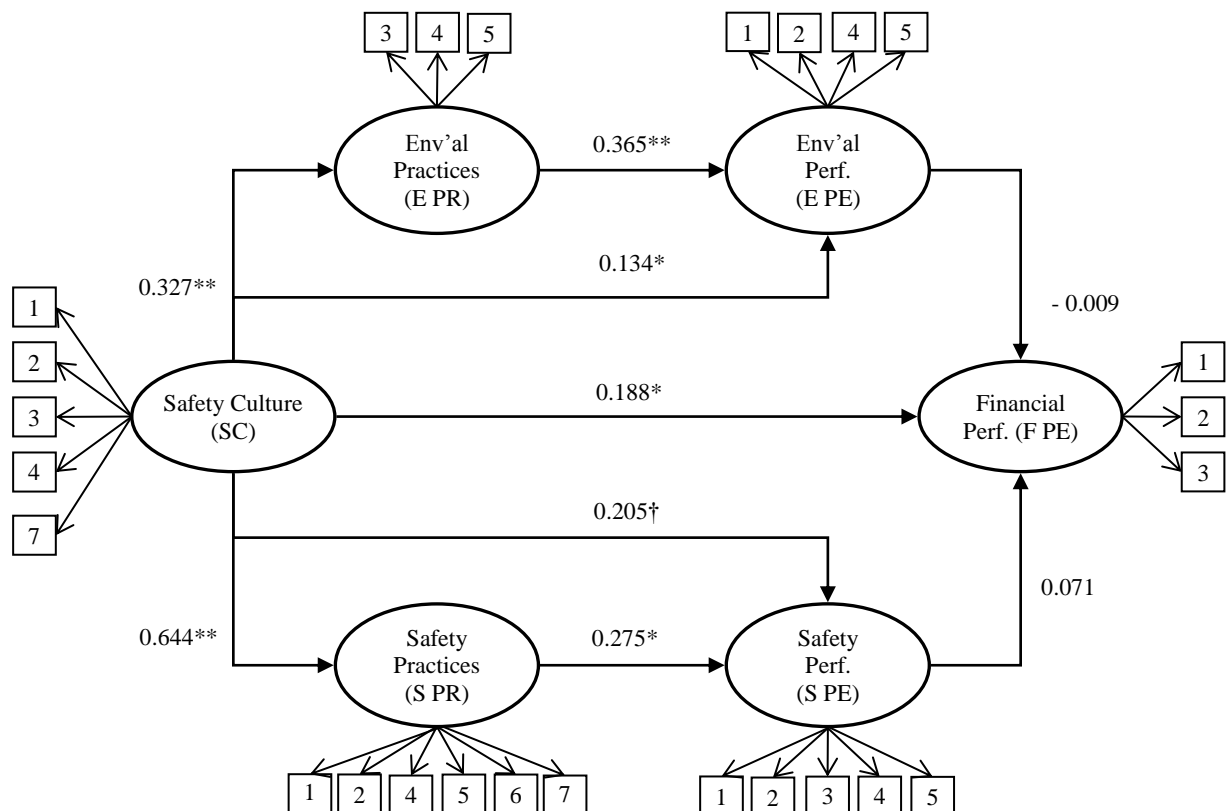 3 4 5
1 2 4 5
Env’al
Practices
(E PR)
0.365**
Env’al
Perf.
(E PE)
0.134*
0.327**
- 0.009
1
2
3
4
7
Safety Culture
(SC)
0.188*
Financial
Perf. (F PE)
1
2
3
0.205†
0.644**
0.071
Safety
Practices
(S PR)
0.275*
Safety
Perf.
(S PE)
1 2 4 5 6 7
1 2 3 4 5